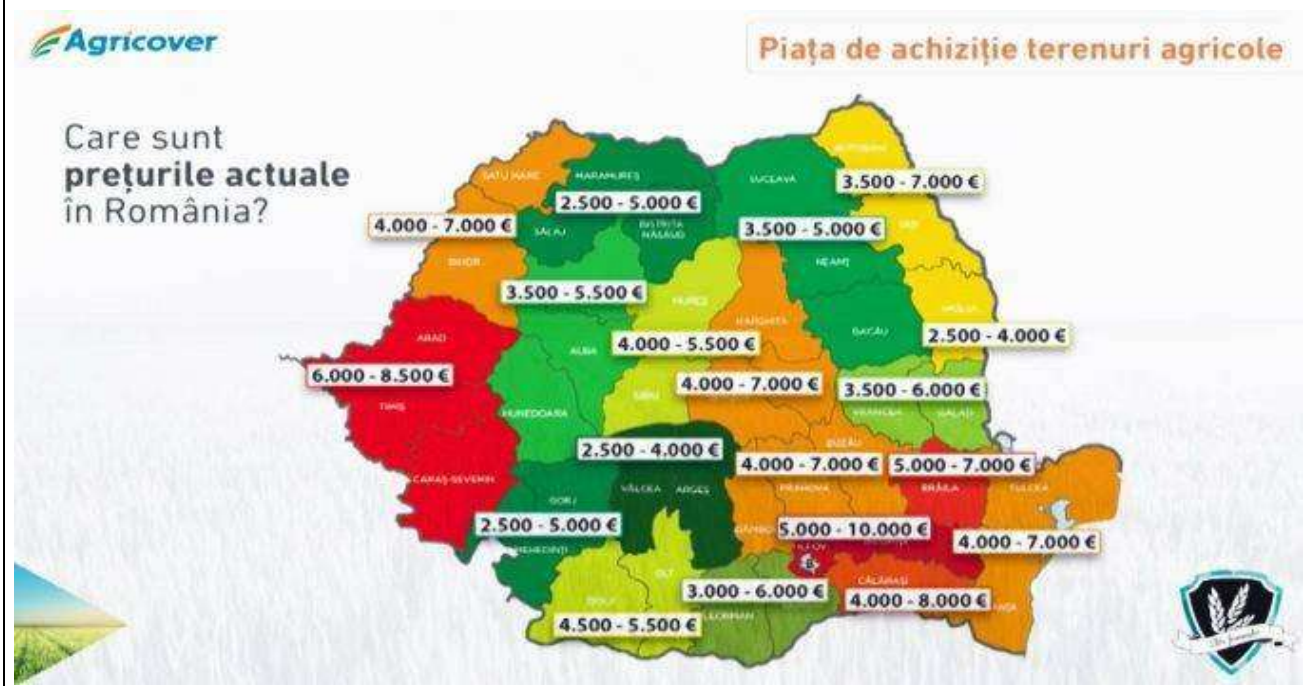 Agricover
Piața de achiziție terenuri agricole
Care sunt
prețurile actuale
în România?
BOTOȘANI
SATU MARE
MARAMUREȘ
SUCEAVA
3.500 - 7.000 €
2.500 - 5.000 €
4.000 - 7.000 €
SĂLAJ
BISTRIȚA
NĂSĂUD
3.500 - 5.000 €
IAȘI
BIHOR
NEAMȚ
3.500 - 5.500 €
MUREȘ
HARGHITA
VASLUI
ARAD
BACĂU
2.500 - 4.000 €
ALBA
4.000 - 5.500 €
6.000 - 8.500 €
4.000 - 7.000 €
3.500 - 6.000 €
TIMIȘ
SIBIU
HUNEDOARA
VRANCEA
GALAȚI
2.500 - 4.000 €
BUZĂU
4.000 - 7.000 €
5.000 - 7.000 €
CARAȘ-SEVERIN
GORJ
VÂLCEA
ARGEȘ
PRAHOVA
BRĂILA
TULCEA
2.500 - 5.000 €
5.000 - 10.000 €
4.000 - 7.000 €
MEHEDINȚI
ILFOV
B
OLT
CĂLĂRAȘI
3.000 - 6.000 €
4.000 - 8.000 €
DOLJ
4.500 - 5.500 €